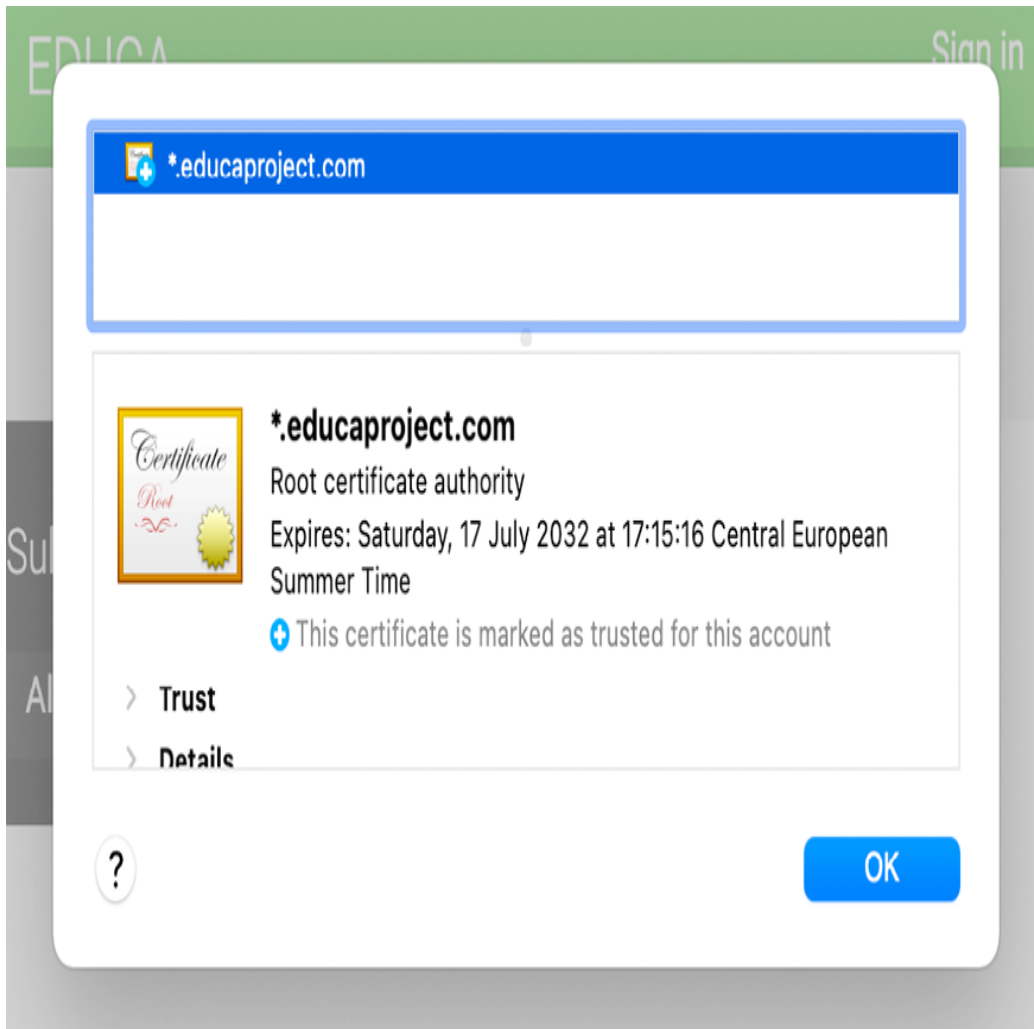 EDUCA
Sign in
*.educaproject.com
Certificate
Root
*.educaproject.com
Root certificate authority
Expires: Saturday, 17 July 2032 at 17:15:16 Central European
Summer Time
This certificate is marked as trusted for this account
Trust
Details
?
OK